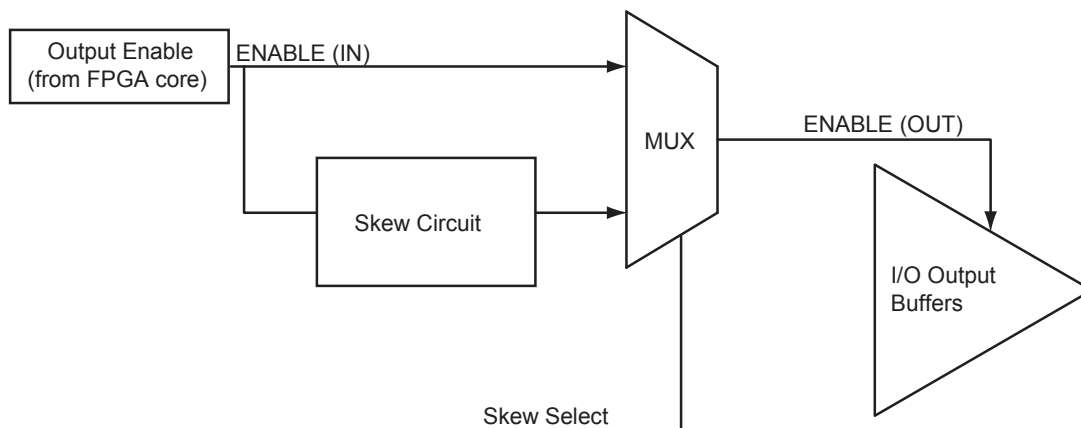 Output Enable
(from FPGA core)
ENABLE (IN)
MUX
ENABLE (OUT)
Skew Circuit
I/O Output
Buffers
Skew Select